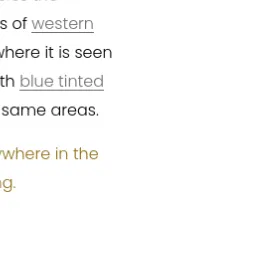 s of western
where it is seen
th blue tinted
same areas.
where in the
g.